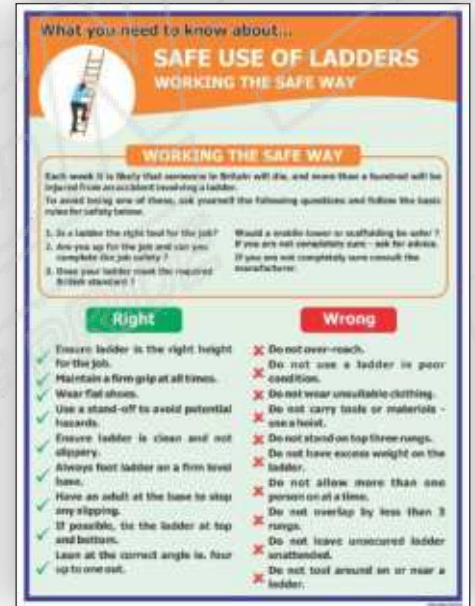 What you need to know about...
SAFE USE OF LADDERS
WORKING THE SAFE WAY
WORKING THE SAFE WAY
Each week it is likely that someone in Britain will die, and more than a hundred will be
injured from an accident involving a ladder.
To avoid being one of these, ask yourself the following questions and follow the basic
rules for safety below.
1. Is a ladder the right tool for the job?
2. Are you up for the job and can you
complete the job safely ?
3. Does your ladder meet the required
British standard ?
Would a mobile tower or scaffolding be safer ?
If you are not completely sure - ask for advice.
If you are not completely sure consult the
manufacturer.
Right
Ensure ladder is the right height
for the job.
Maintain a firm grip at all times.
Wear flat shoes.
Use a stand-off to avoid potential
hazards.
Ensure ladder is clean and not
slippery.
Always foot ladder on a firm level
base.
Have an adult at the base to stop
any slipping.
If possible, tie the ladder at top
and bottom.
Lean at the correct angle ie. four
up to one out.
Wrong
Do not over-reach.
Do not use a ladder in poor
condition.
Do not wear unsuitable clothing.
Do not carry tools or materials -
use a hoist.
Do not stand on top three rungs.
Do not have excess weight on the
ladder.
Do not allow more than one
person on at a time.
Do not overlap by less than 3
rungs.
Do not leave unsecured ladder
unattended.
Do not fool around on or near a
ladder.